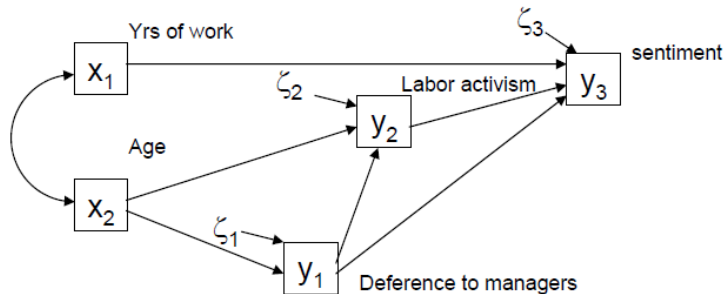 Yrs of work
ζ3
sentiment
x1
ζ2
Labor activism
y3
y2
Age
x2
ζ1
y1
Deference to managers